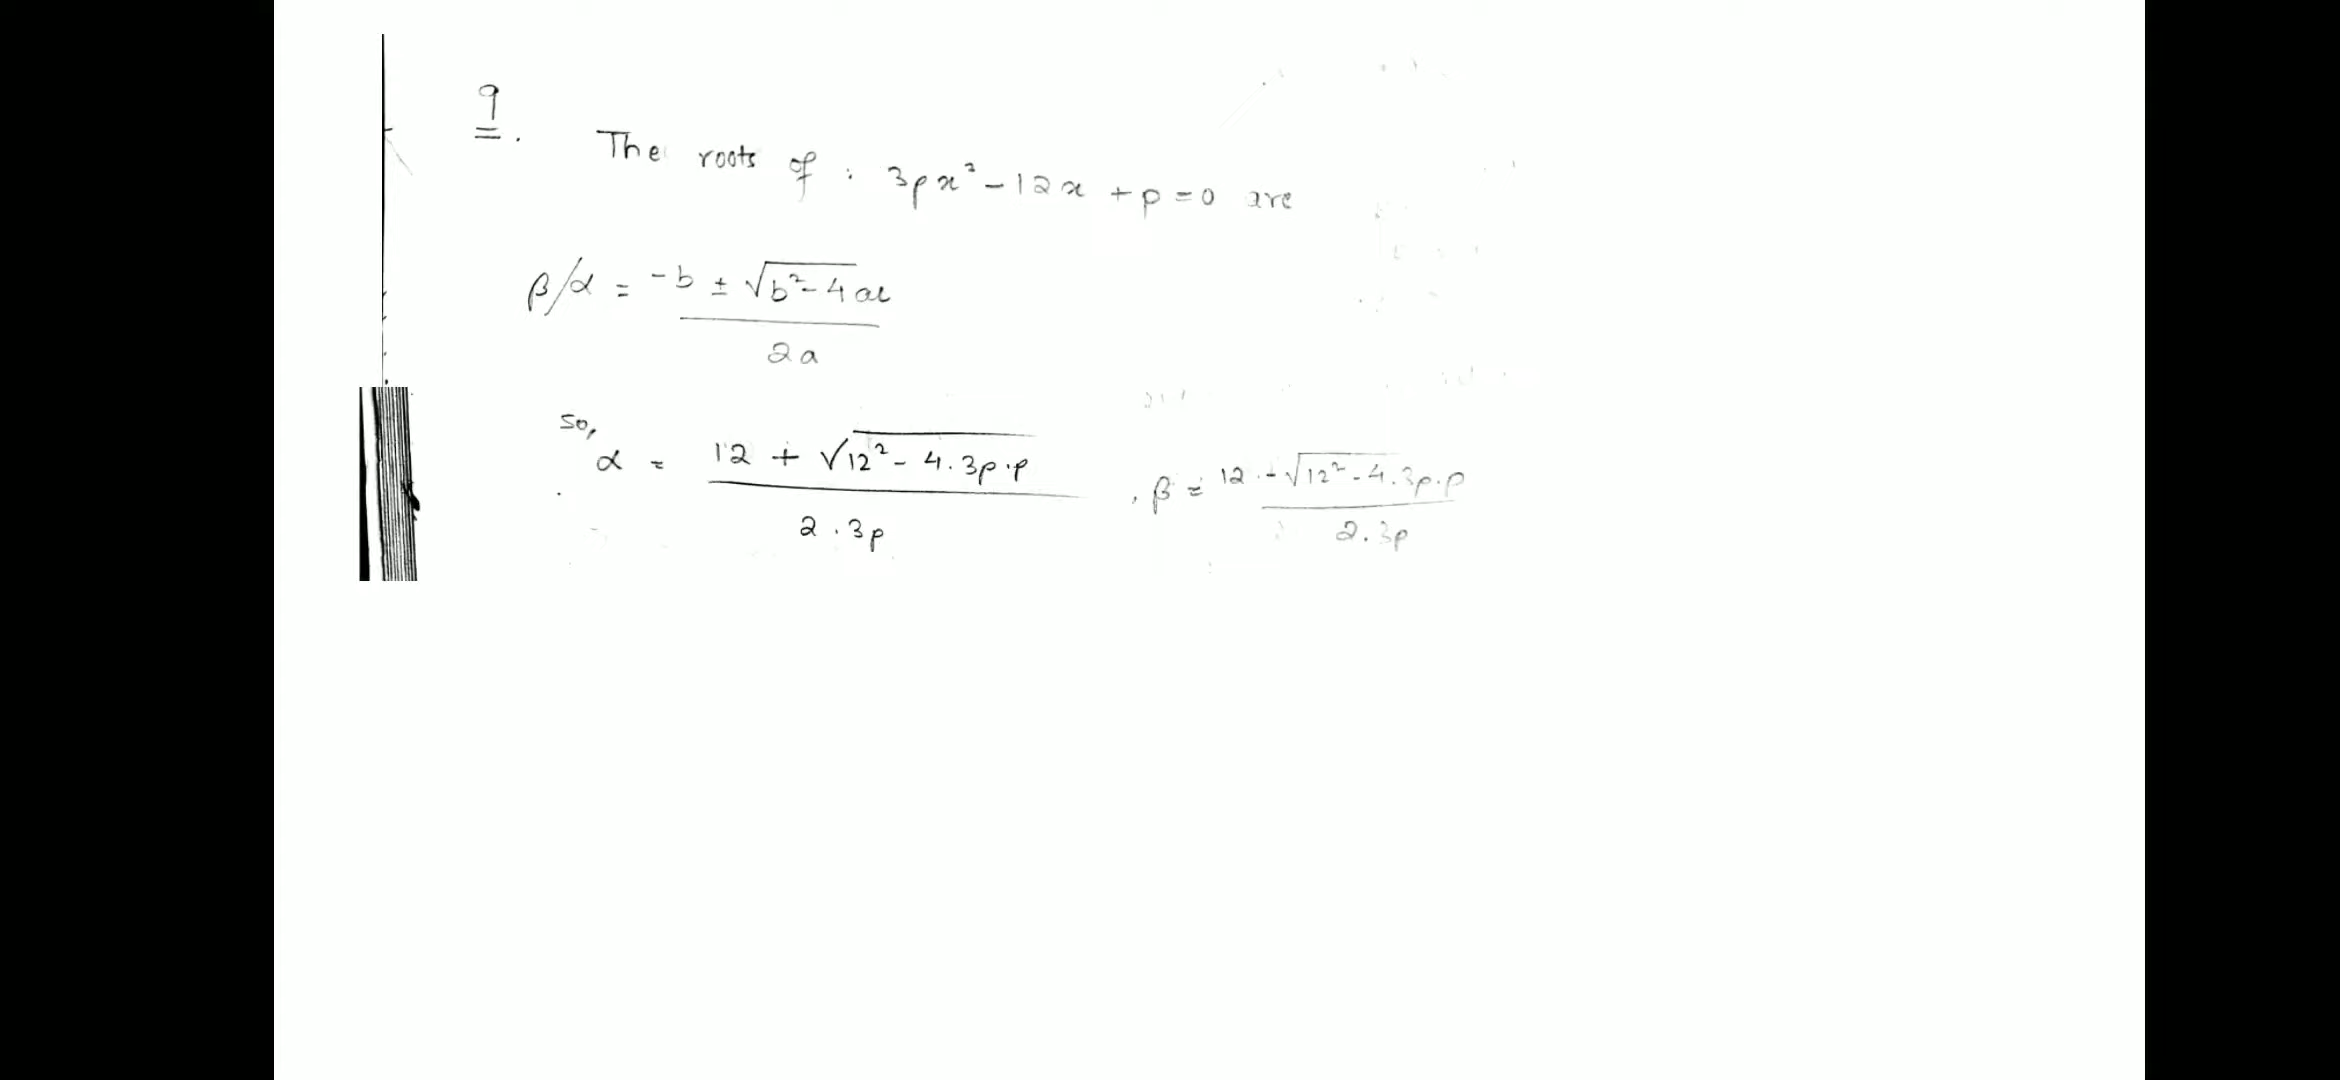 9.
The roots of : 3px² - 12x + p = 0 are
β/α = -b ± √b² - 4ac
2a
So,
α = 12 + √12² - 4.3p.p , β = 12 - √12² - 4.3p.p
2.3p 2.3p